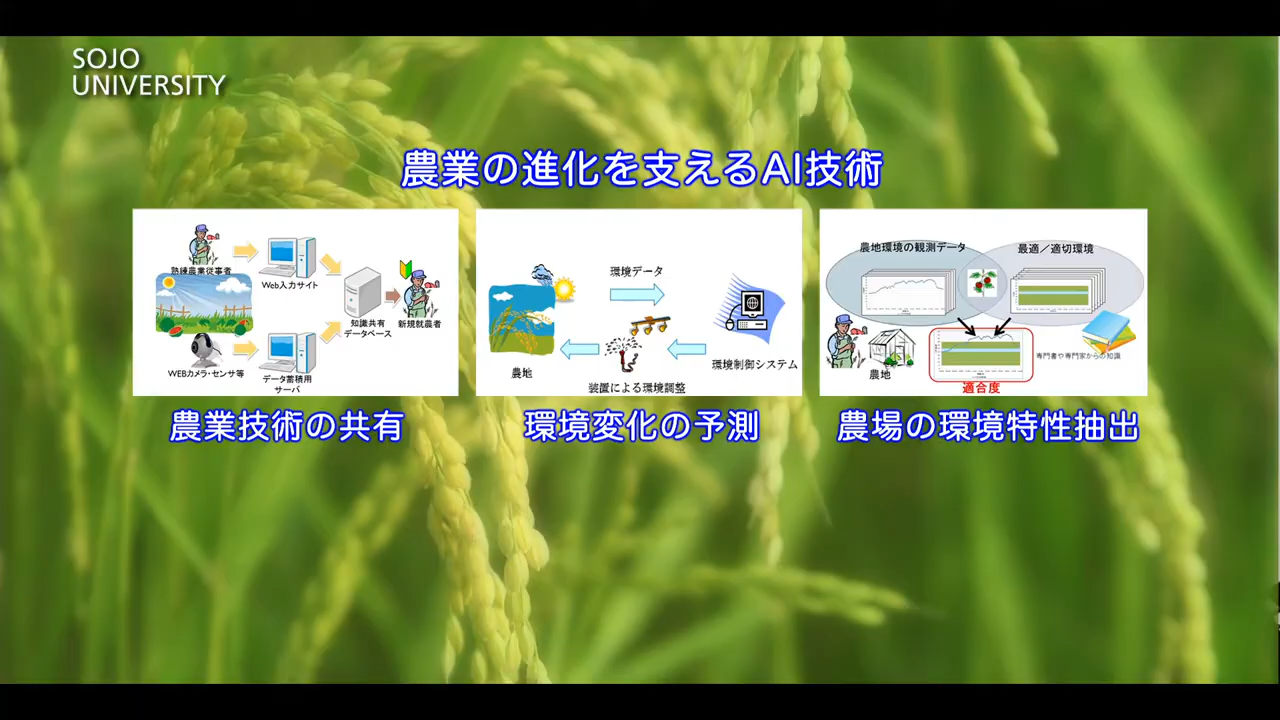 SOJO
UNIVERSITY
農業の進化を支えるAI技術
熟練農業従事者
Web入力サイト
知識共有
データベース
新規就農者
WEBカメラ・センサ等
データ蓄積用
サーバ
農業技術の共有
環境データ
農地
環境制御システム
装置による環境調整
環境変化の予測
農地環境の観測データ
最適／適切環境
農地
専門書や専門家からの知識
適合度
農場の環境特性抽出